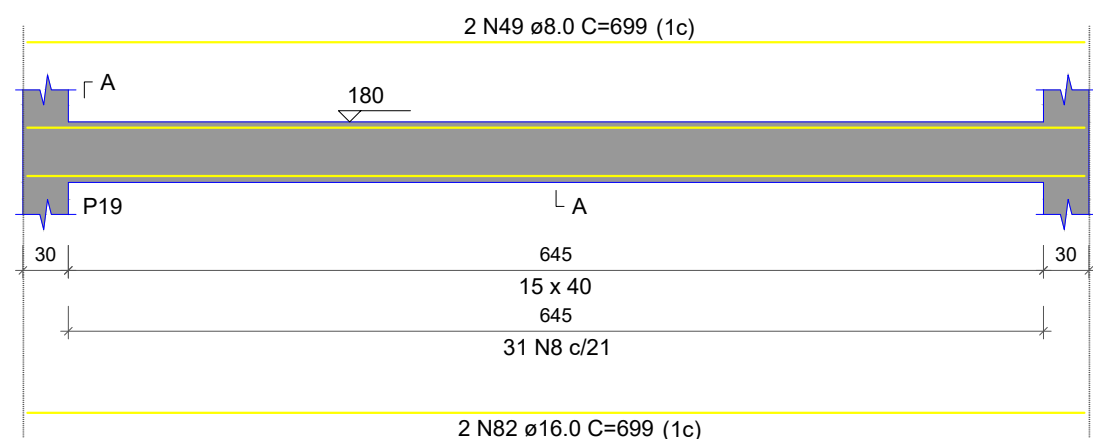 2 N49 ø8.0 C=699 (1c)
A
180
A
P19
30 645 30
15 x 40
645
31 N8 c/21
2 N82 ø16.0 C=699 (1c)